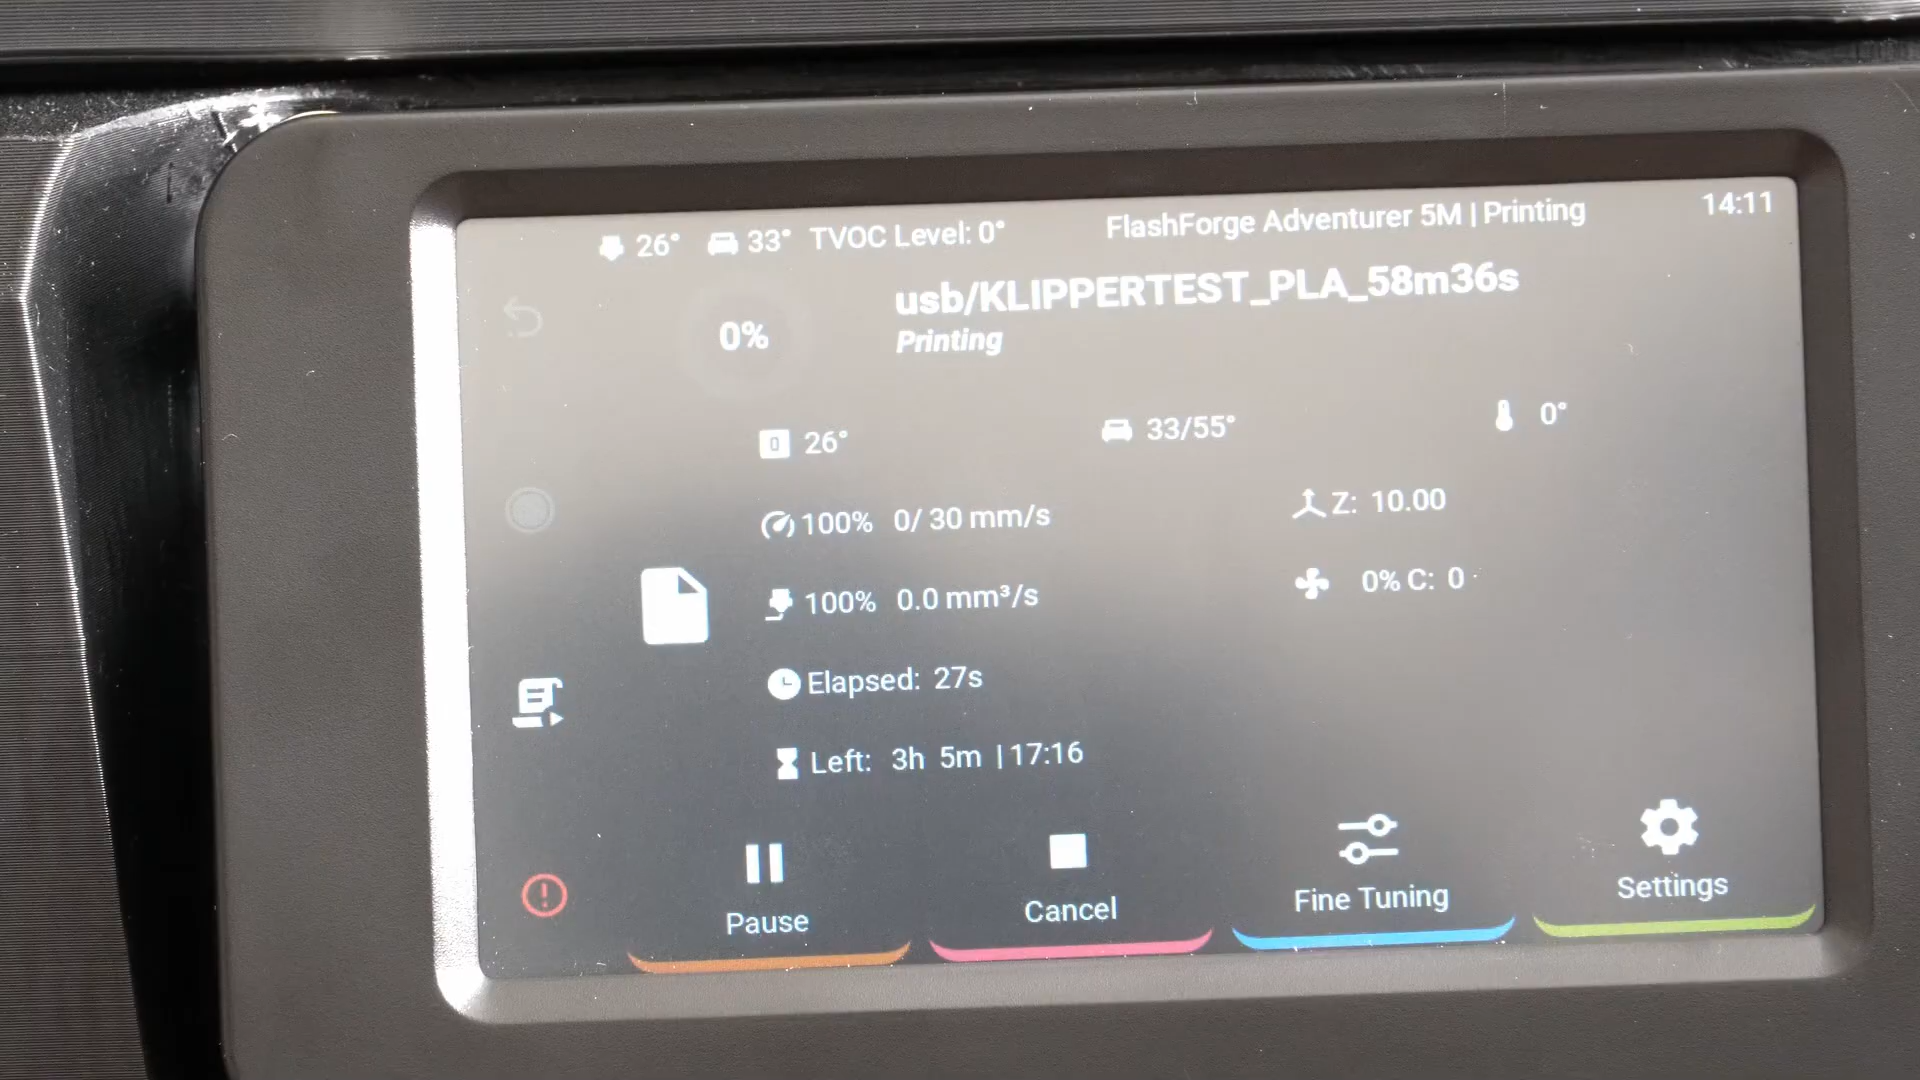 26° 33° TVOC Level: 0° FlashForge Adventurer 5M | Printing 14:11
0% usb/KLIPPERTEST_PLA_58m36s
Printing
0 26° 33/55° 0°
100% 0/ 30 mm/s Z: 10.00
100% 0.0 mm³/s 0% C: 0
Elapsed: 27s
Left: 3h 5m | 17:16
Pause Cancel Fine Tuning Settings